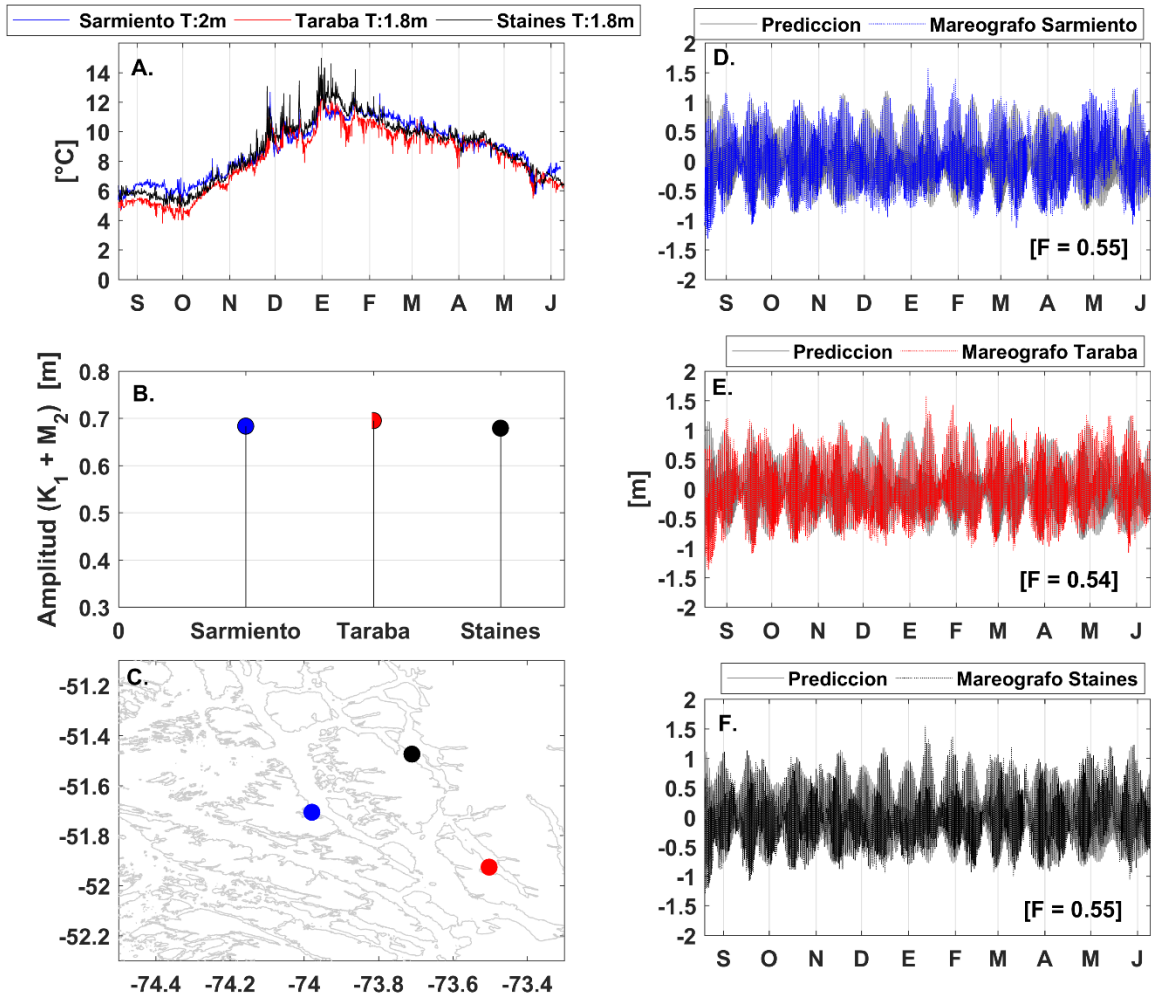 Sarmiento T:2m Taraba T:1.8m Staines T:1.8m
A.
14
12
10
8
6
4
2
0
[°C]
S O N D E F M A M J
B.
0.8
0.7
0.6
0.5
0.4
0.3
Amplitud (K1 + M2) [m]
0 Sarmiento Taraba Staines
C.
-51.2
-51.4
-51.6
-51.8
-52
-52.2
-74.4 -74.2 -74 -73.8 -73.6 -73.4
Prediccion Mareografo Sarmiento
D.
2
1.5
1
0.5
0
-0.5
-1
-1.5
-2
[F = 0.55]
S O N D E F M A M J
Prediccion Mareografo Taraba
E.
2
1.5
1
0.5
0
-0.5
-1
-1.5
-2
[m]
[F = 0.54]
S O N D E F M A M J
Prediccion Mareografo Staines
F.
2
1.5
1
0.5
0
-0.5
-1
-1.5
-2
[F = 0.55]
S O N D E F M A M J